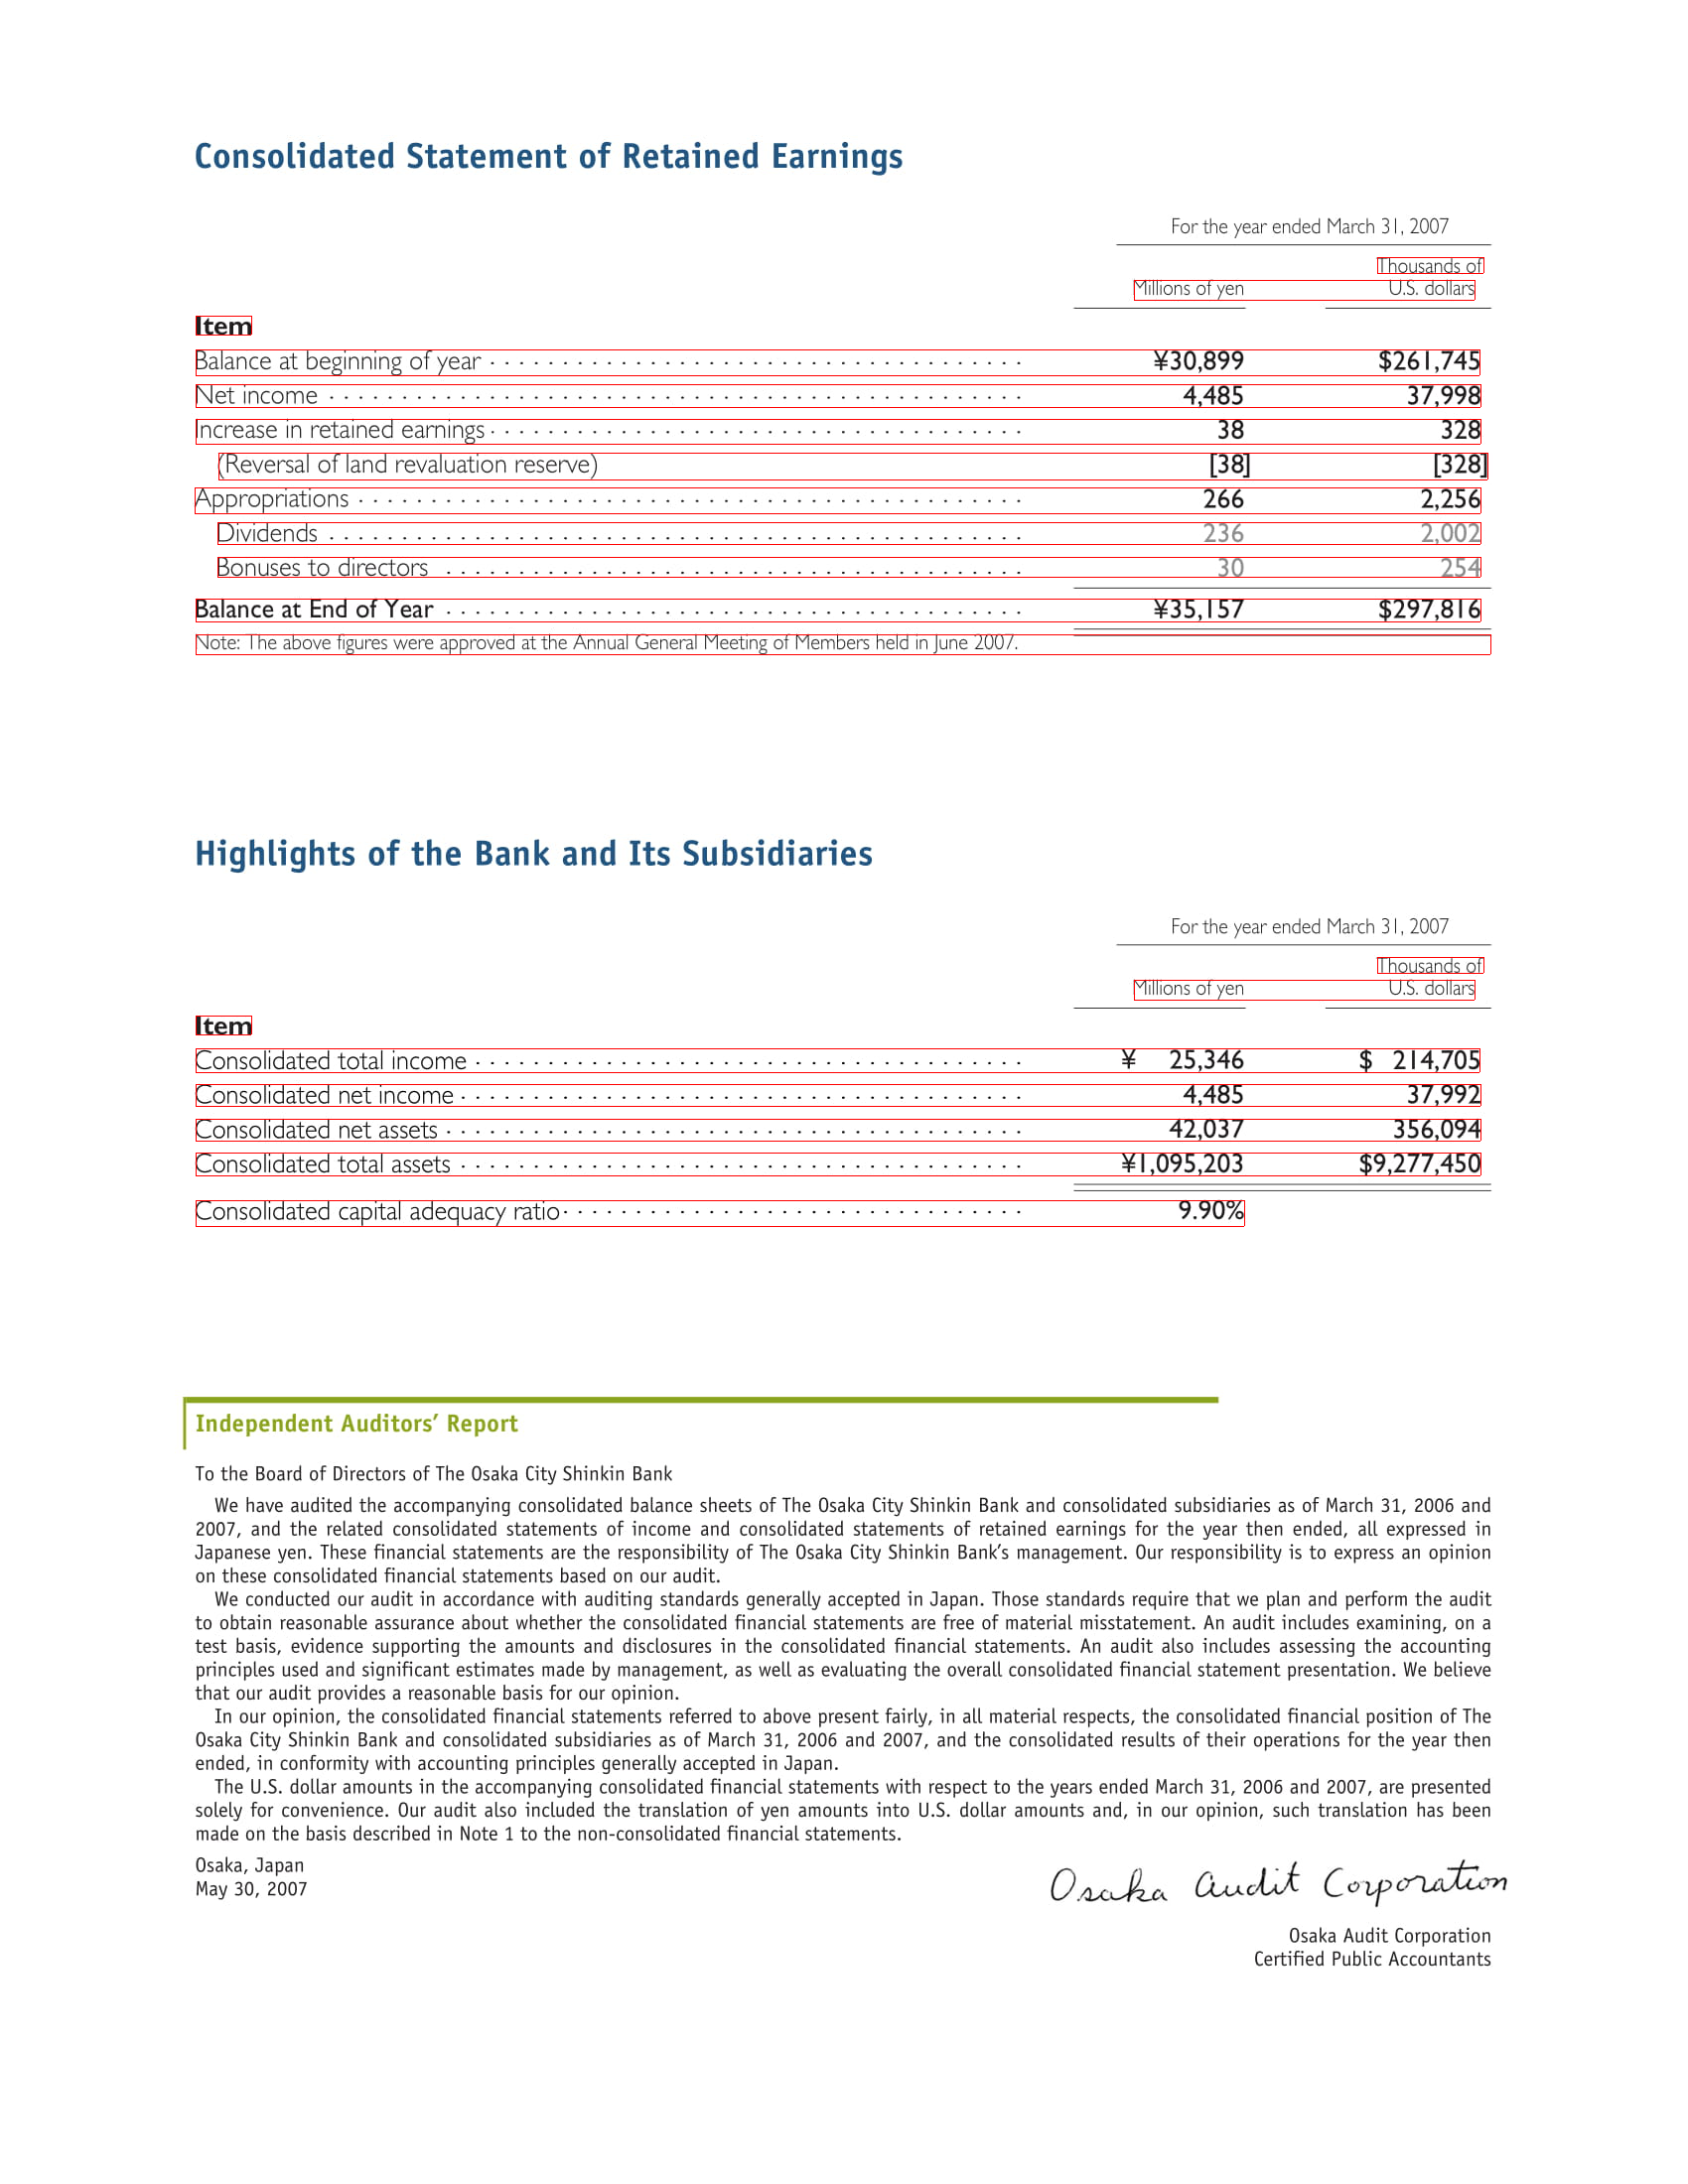 Consolidated Statement of Retained Earnings
For the year ended March 31, 2007
Thousands of
Millions of yen U.S. dollars
Item
Balance at beginning of year ¥30,899 $261,745
Net income 4,485 37,998
Increase in retained earnings 38 328
(Reversal of land revaluation reserve) [38] [328]
Appropriations 266 2,256
Dividends 236 2,002
Bonuses to directors 30 254
Balance at End of Year ¥35,157 $297,816
Note: The above figures were approved at the Annual General Meeting of Members held in June 2007.
Highlights of the Bank and Its Subsidiaries
For the year ended March 31, 2007
Thousands of
Millions of yen U.S. dollars
Item
Consolidated total income ¥ 25,346 $ 214,705
Consolidated net income 4,485 37,992
Consolidated net assets 42,037 356,094
Consolidated total assets ¥1,095,203 $9,277,450
Consolidated capital adequacy ratio 9.90%
Independent Auditors’ Report
To the Board of Directors of The Osaka City Shinkin Bank
We have audited the accompanying consolidated balance sheets of The Osaka City Shinkin Bank and consolidated subsidiaries as of March 31, 2006 and
2007, and the related consolidated statements of income and consolidated statements of retained earnings for the year then ended, all expressed in
Japanese yen. These financial statements are the responsibility of The Osaka City Shinkin Bank’s management. Our responsibility is to express an opinion
on these consolidated financial statements based on our audit.
We conducted our audit in accordance with auditing standards generally accepted in Japan. Those standards require that we plan and perform the audit
to obtain reasonable assurance about whether the consolidated financial statements are free of material misstatement. An audit includes examining, on a
test basis, evidence supporting the amounts and disclosures in the consolidated financial statements. An audit also includes assessing the accounting
principles used and significant estimates made by management, as well as evaluating the overall consolidated financial statement presentation. We believe
that our audit provides a reasonable basis for our opinion.
In our opinion, the consolidated financial statements referred to above present fairly, in all material respects, the consolidated financial position of The
Osaka City Shinkin Bank and consolidated subsidiaries as of March 31, 2006 and 2007, and the consolidated results of their operations for the year then
ended, in conformity with accounting principles generally accepted in Japan.
The U.S. dollar amounts in the accompanying consolidated financial statements with respect to the years ended March 31, 2006 and 2007, are presented
solely for convenience. Our audit also included the translation of yen amounts into U.S. dollar amounts and, in our opinion, such translation has been
made on the basis described in Note 1 to the non-consolidated financial statements.
Osaka, Japan
May 30, 2007
Osaka Audit Corporation
Osaka Audit Corporation
Certified Public Accountants